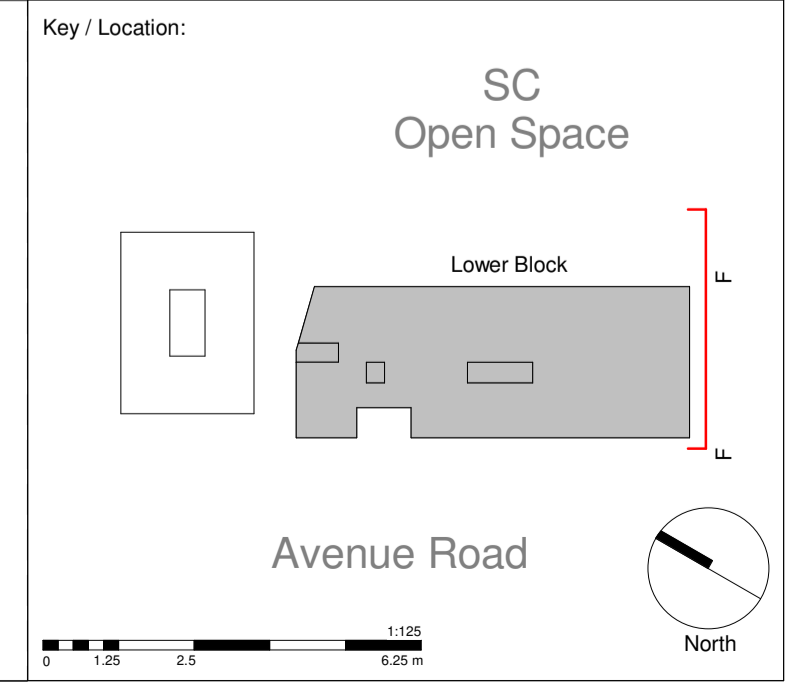 Key / Location:
SC
Open Space
Lower Block
F
F
Avenue Road
1:125
0 1.25 2.5 6.25 m
North